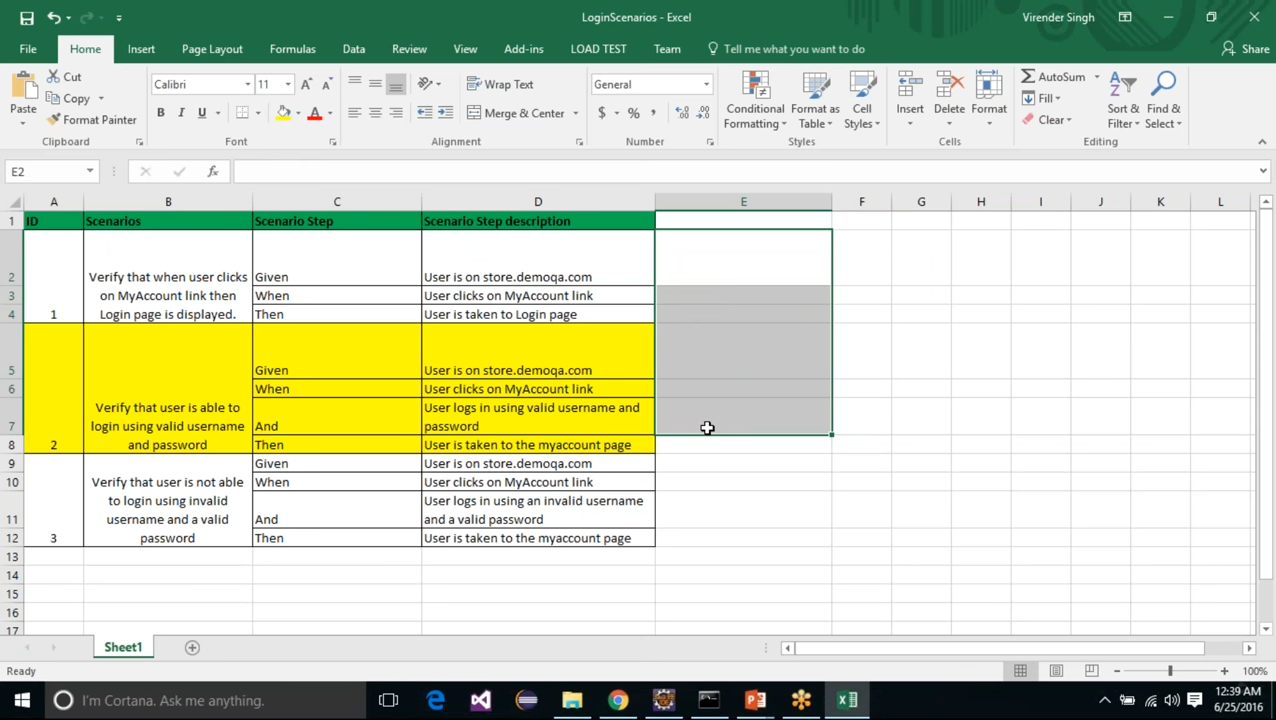 LoginScenarios - Excel
Virender Singh
File Home Insert Page Layout Formulas Data Review View Add-ins LOAD TEST Team Tell me what you want to do Share
Paste
Cut
Copy
Format Painter
Clipboard
Calibri 11
B I U
Font
Wrap Text
Merge & Center
Alignment
General
$ % ,
Number
Conditional Formatting
Format as Table
Cell Styles
Styles
Insert
Delete
Format
Cells
AutoSum
Fill
Clear
Sort & Filter
Find & Select
Editing
E2
fx
A B C D E F G H I J K L
1 ID Scenarios Scenario Step Scenario Step description
2 Verify that when user clicks Given User is on store.demoqa.com
3 on MyAccount link then When User clicks on MyAccount link
4 1 Login page is displayed. Then User is taken to Login page
5 Given User is on store.demoqa.com
6 When User clicks on MyAccount link
Verify that user is able to User logs in using valid username and
7 login using valid username And password
8 2 and password Then User is taken to the myaccount page
9 Given User is on store.demoqa.com
10 Verify that user is not able When User clicks on MyAccount link
to login using invalid User logs in using an invalid username
11 username and a valid And and a valid password
12 3 password Then User is taken to the myaccount page
13
14
15
16
17
Sheet1
Ready
100%
I'm Cortana. Ask me anything.
12:39 AM
6/25/2016